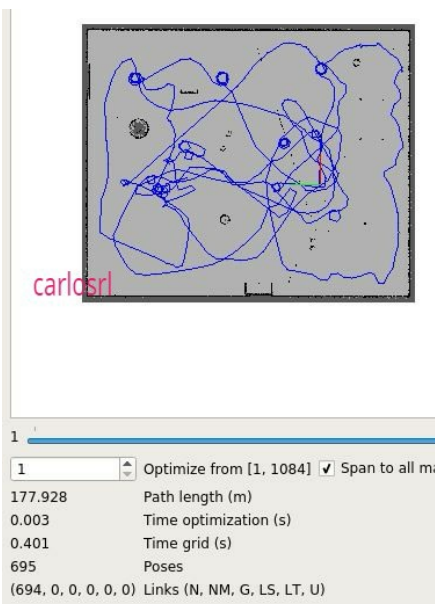 carlosrl
1
1 Optimize from [1, 1084] Span to all ma
177.928 Path length (m)
0.003 Time optimization (s)
0.401 Time grid (s)
695 Poses
(694, 0, 0, 0, 0, 0) Links (N, NM, G, LS, LT, U)